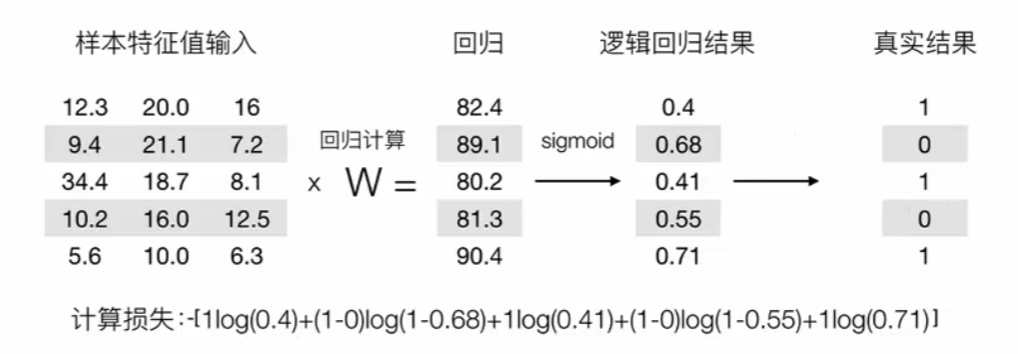 样本特征值输入 回归 逻辑回归结果 真实结果
12.3 20.0 16 82.4 0.4 1
9.4 21.1 7.2 回归计算 89.1 sigmoid 0.68 0
34.4 18.7 8.1 x W = 80.2 0.41 1
10.2 16.0 12.5 81.3 0.55 0
5.6 10.0 6.3 90.4 0.71 1
计算损失:-[1log(0.4)+(1-0)log(1-0.68)+1log(0.41)+(1-0)log(1-0.55)+1log(0.71)]